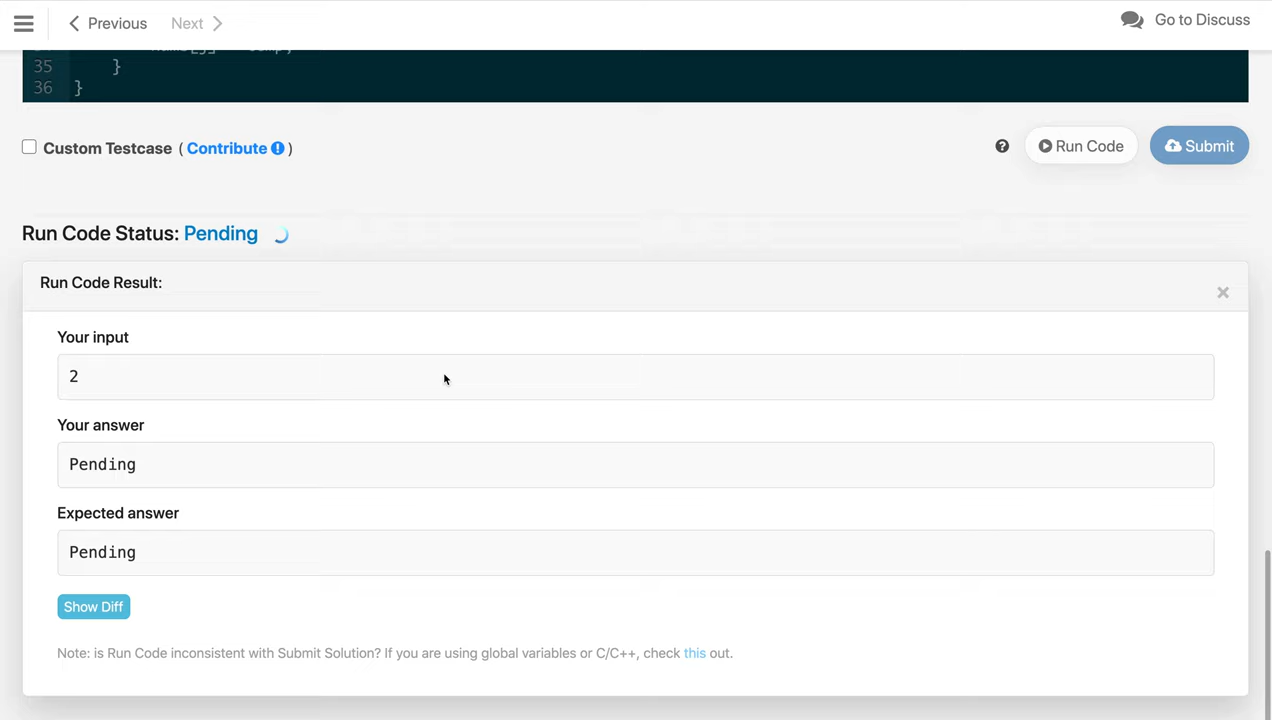 Previous Next Go to Discuss
35 }
36 }
Custom Testcase ( Contribute ) Run Code Submit
Run Code Status: Pending
Run Code Result:
Your input
2
Your answer
Pending
Expected answer
Pending
Show Diff
Note: is Run Code inconsistent with Submit Solution? If you are using global variables or C/C++, check this out.